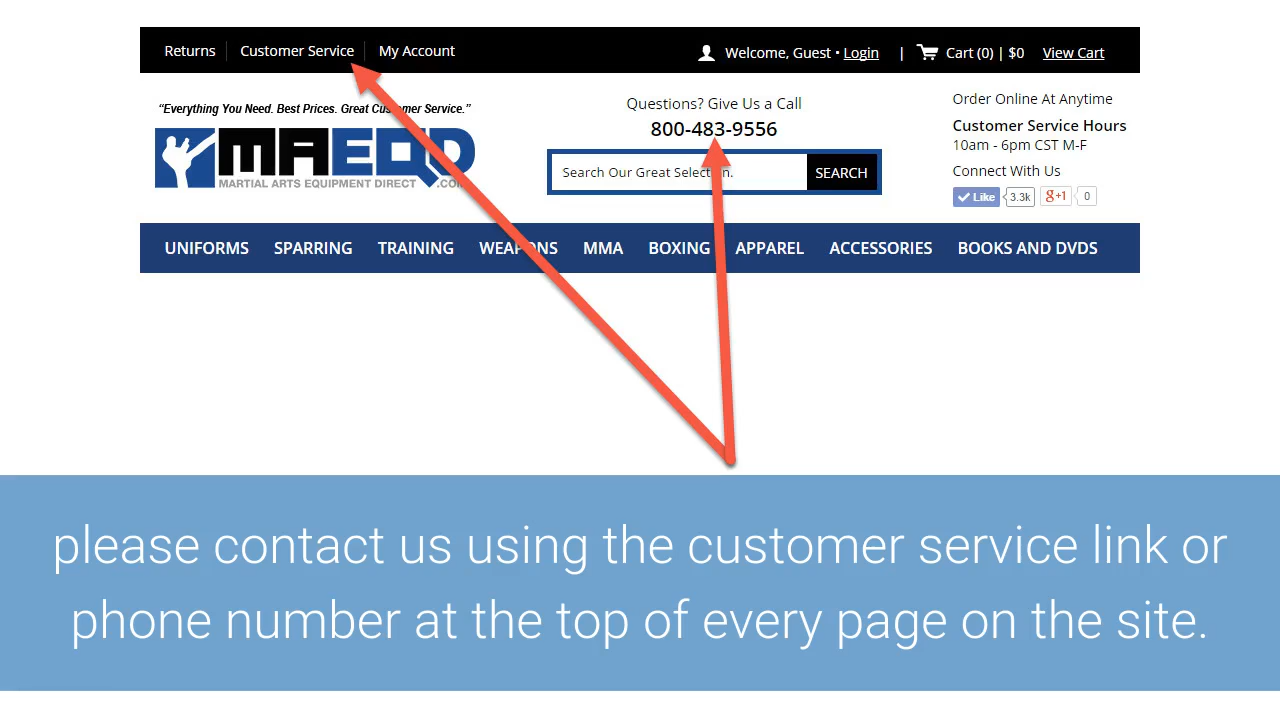 Returns
Customer Service
My Account
Welcome, Guest • Login
|
Cart (0) | $0
View Cart
“Everything You Need. Best Prices. Great Customer Service.”
MAEQD
MARTIAL ARTS EQUIPMENT DIRECT .COM
Questions? Give Us a Call
800-483-9556
Search Our Great Selection.
SEARCH
Order Online At Anytime
Customer Service Hours
10am - 6pm CST M-F
Connect With Us
Like
3.3k
g+1
0
UNIFORMS
SPARRING
TRAINING
WEAPONS
MMA
BOXING
APPAREL
ACCESSORIES
BOOKS AND DVDS
please contact us using the customer service link or
phone number at the top of every page on the site.